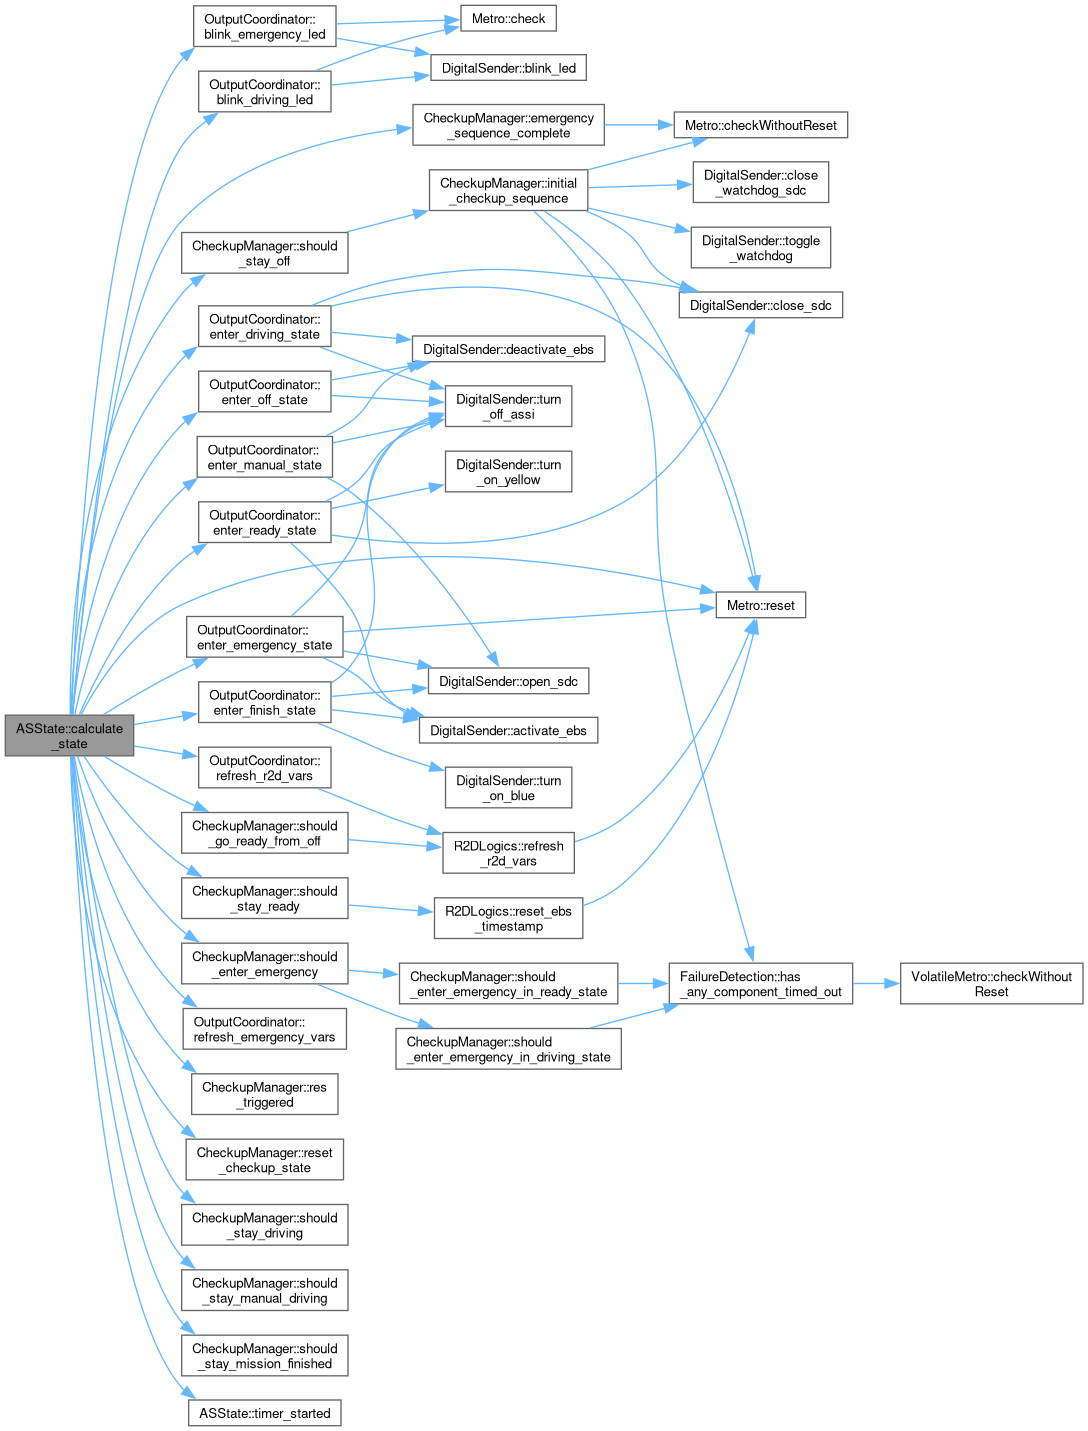 ASState::calculate
_state
OutputCoordinator::
blink_emergency_led
OutputCoordinator::
blink_driving_led
CheckupManager::should
_stay_off
OutputCoordinator::
enter_driving_state
OutputCoordinator::
enter_off_state
OutputCoordinator::
enter_manual_state
OutputCoordinator::
enter_ready_state
OutputCoordinator::
enter_emergency_state
OutputCoordinator::
enter_finish_state
OutputCoordinator::
refresh_r2d_vars
CheckupManager::should
_go_ready_from_off
CheckupManager::should
_stay_ready
CheckupManager::should
_enter_emergency
OutputCoordinator::
refresh_emergency_vars
CheckupManager::res
_triggered
CheckupManager::reset
_checkup_state
CheckupManager::should
_stay_driving
CheckupManager::should
_stay_manual_driving
CheckupManager::should
_stay_mission_finished
ASState::timer_started
Metro::check
DigitalSender::blink_led
CheckupManager::emergency
_sequence_complete
CheckupManager::initial
_checkup_sequence
DigitalSender::deactivate_ebs
DigitalSender::turn
_off_assi
DigitalSender::turn
_on_yellow
DigitalSender::open_sdc
DigitalSender::activate_ebs
DigitalSender::turn
_on_blue
R2DLogics::refresh
_r2d_vars
R2DLogics::reset_ebs
_timestamp
CheckupManager::should
_enter_emergency_in_ready_state
CheckupManager::should
_enter_emergency_in_driving_state
Metro::checkWithoutReset
DigitalSender::close
_watchdog_sdc
DigitalSender::toggle
_watchdog
DigitalSender::close_sdc
Metro::reset
FailureDetection::has
_any_component_timed_out
VolatileMetro::checkWithout
Reset